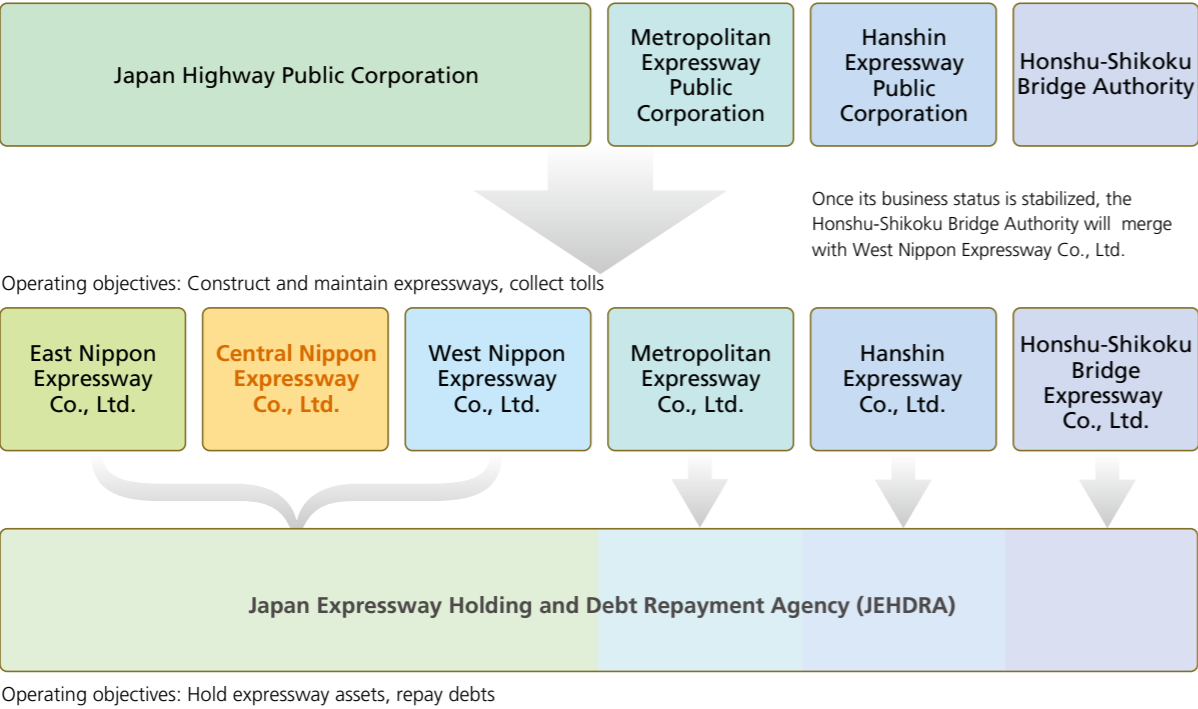 Japan Highway Public Corporation
Metropolitan
Expressway
Public
Corporation
Hanshin
Expressway
Public
Corporation
Honshu-Shikoku
Bridge Authority
Once its business status is stabilized, the
Honshu-Shikoku Bridge Authority will merge
with West Nippon Expressway Co., Ltd.
Operating objectives: Construct and maintain expressways, collect tolls
East Nippon
Expressway
Co., Ltd.
Central Nippon
Expressway
Co., Ltd.
West Nippon
Expressway
Co., Ltd.
Metropolitan
Expressway
Co., Ltd.
Hanshin
Expressway
Co., Ltd.
Honshu-Shikoku
Bridge
Expressway
Co., Ltd.
Japan Expressway Holding and Debt Repayment Agency (JEHDRA)
Operating objectives: Hold expressway assets, repay debts